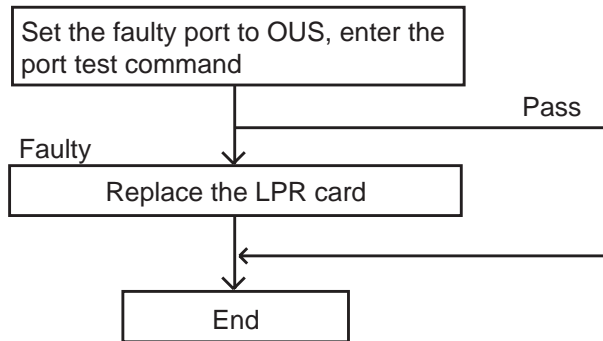 Set the faulty port to OUS, enter the
port test command
Pass
Faulty
Replace the LPR card
End